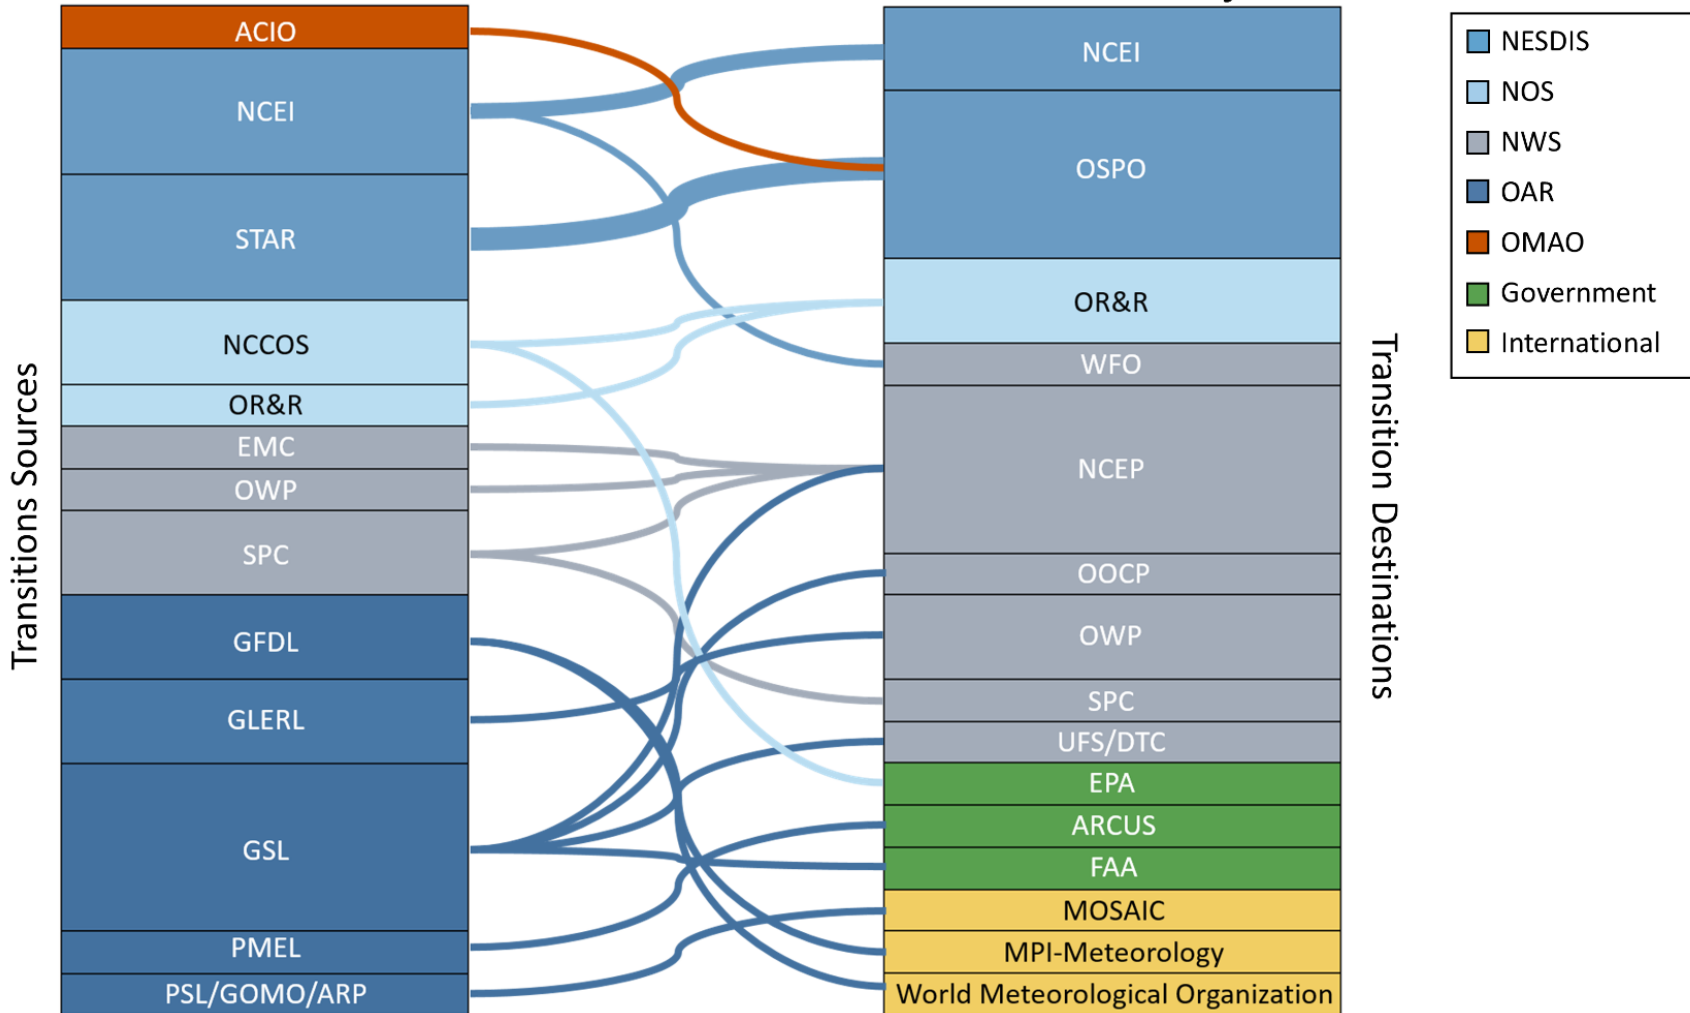 Transitions Sources
ACIO
NCEI
STAR
NCCOS
OR&R
EMC
OWP
SPC
GFDL
GLERL
GSL
PMEL
PSL/GOMO/ARP
NCEI
OSPO
OR&R
WFO
NCEP
OOCP
OWP
SPC
UFS/DTC
EPA
ARCUS
FAA
MOSAIC
MPI-Meteorology
World Meteorological Organization
Transition Destinations
NESDIS
NOS
NWS
OAR
OMAO
Government
International